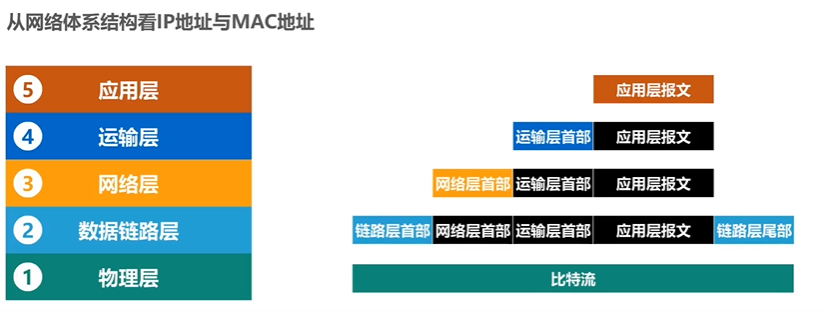 从网络体系结构看IP地址与MAC地址
5 应用层 应用层报文
4 运输层 运输层首部 应用层报文
3 网络层 网络层首部 运输层首部 应用层报文
2 数据链路层 链路层首部 网络层首部 运输层首部 应用层报文 链路层尾部
1 物理层 比特流